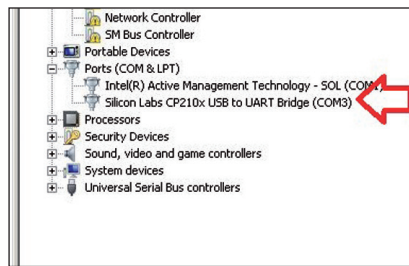 Network Controller
SM Bus Controller
Portable Devices
Ports (COM & LPT)
Intel(R) Active Management Technology - SOL
Silicon Labs CP210x USB to UART Bridge (COM3)
Processors
Security Devices
Sound, video and game controllers
System devices
Universal Serial Bus controllers